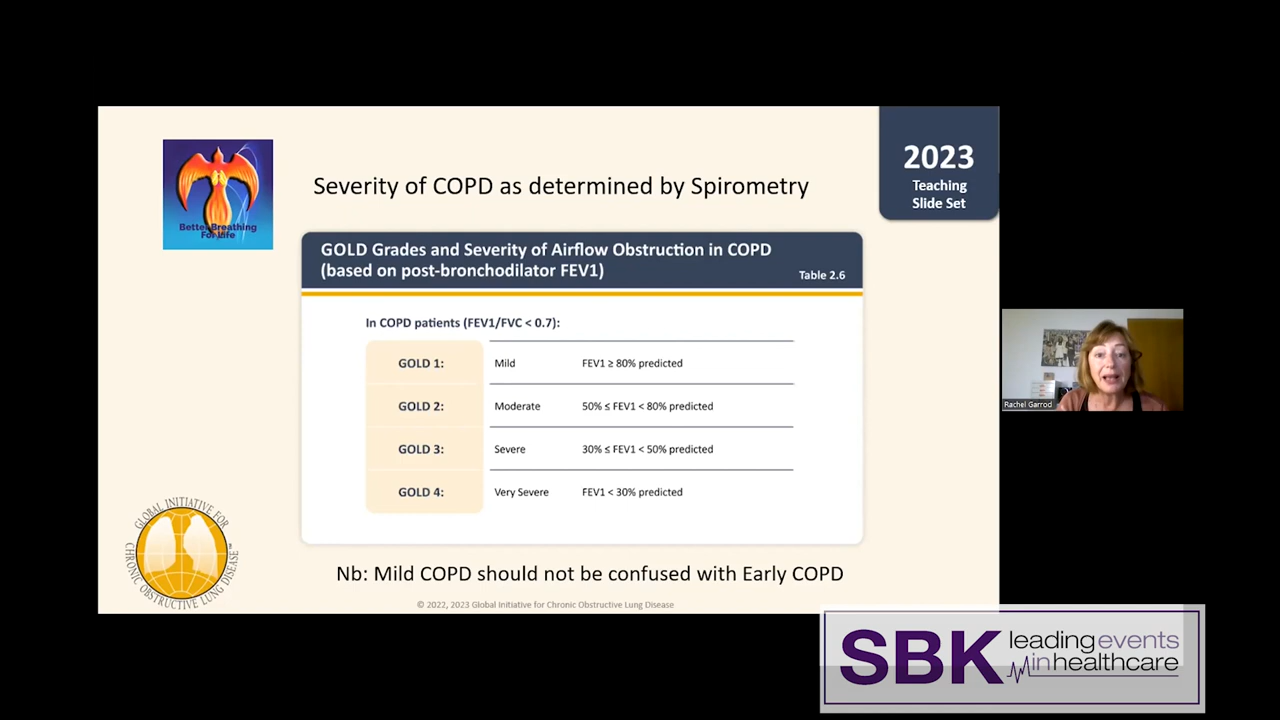 2023
Teaching
Slide Set
Better Breathing
For Life
Severity of COPD as determined by Spirometry
GOLD Grades and Severity of Airflow Obstruction in COPD
(based on post-bronchodilator FEV1)
Table 2.6
In COPD patients (FEV1/FVC < 0.7):
GOLD 1: Mild FEV1 ≥ 80% predicted
GOLD 2: Moderate 50% ≤ FEV1 < 80% predicted
GOLD 3: Severe 30% ≤ FEV1 < 50% predicted
GOLD 4: Very Severe FEV1 < 30% predicted
Rachel Garrod
GLOBAL INITIATIVE FOR
CHRONIC OBSTRUCTIVE LUNG DISEASE
Nb: Mild COPD should not be confused with Early COPD
© 2022, 2023 Global Initiative for Chronic Obstructive Lung Disease
SBK leading events
in healthcare